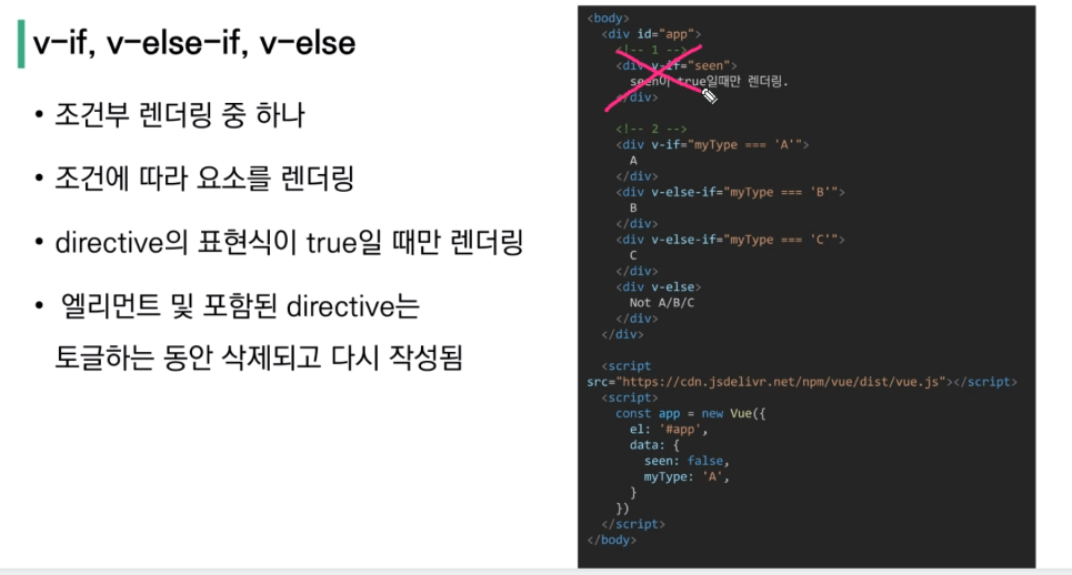 v-if, v-else-if, v-else
• 조건부 렌더링 중 하나
• 조건에 따라 요소를 렌더링
• directive의 표현식이 true일 때만 렌더링
• 엘리먼트 및 포함된 directive는
토글하는 동안 삭제되고 다시 작성됨
<body>
<div id="app">
<!-- 1 -->
<div v-if="seen">
seen이 true일때만 렌더링.
</div>
<!-- 2 -->
<div v-if="myType === 'A'">
A
</div>
<div v-else-if="myType === 'B'">
B
</div>
<div v-else-if="myType === 'C'">
C
</div>
<div v-else>
Not A/B/C
</div>
</div>
<script
src="https://cdn.jsdelivr.net/npm/vue/dist/vue.js"></script>
<script>
const app = new Vue({
el: '#app',
data: {
seen: false,
myType: 'A',
}
})
</script>
</body>